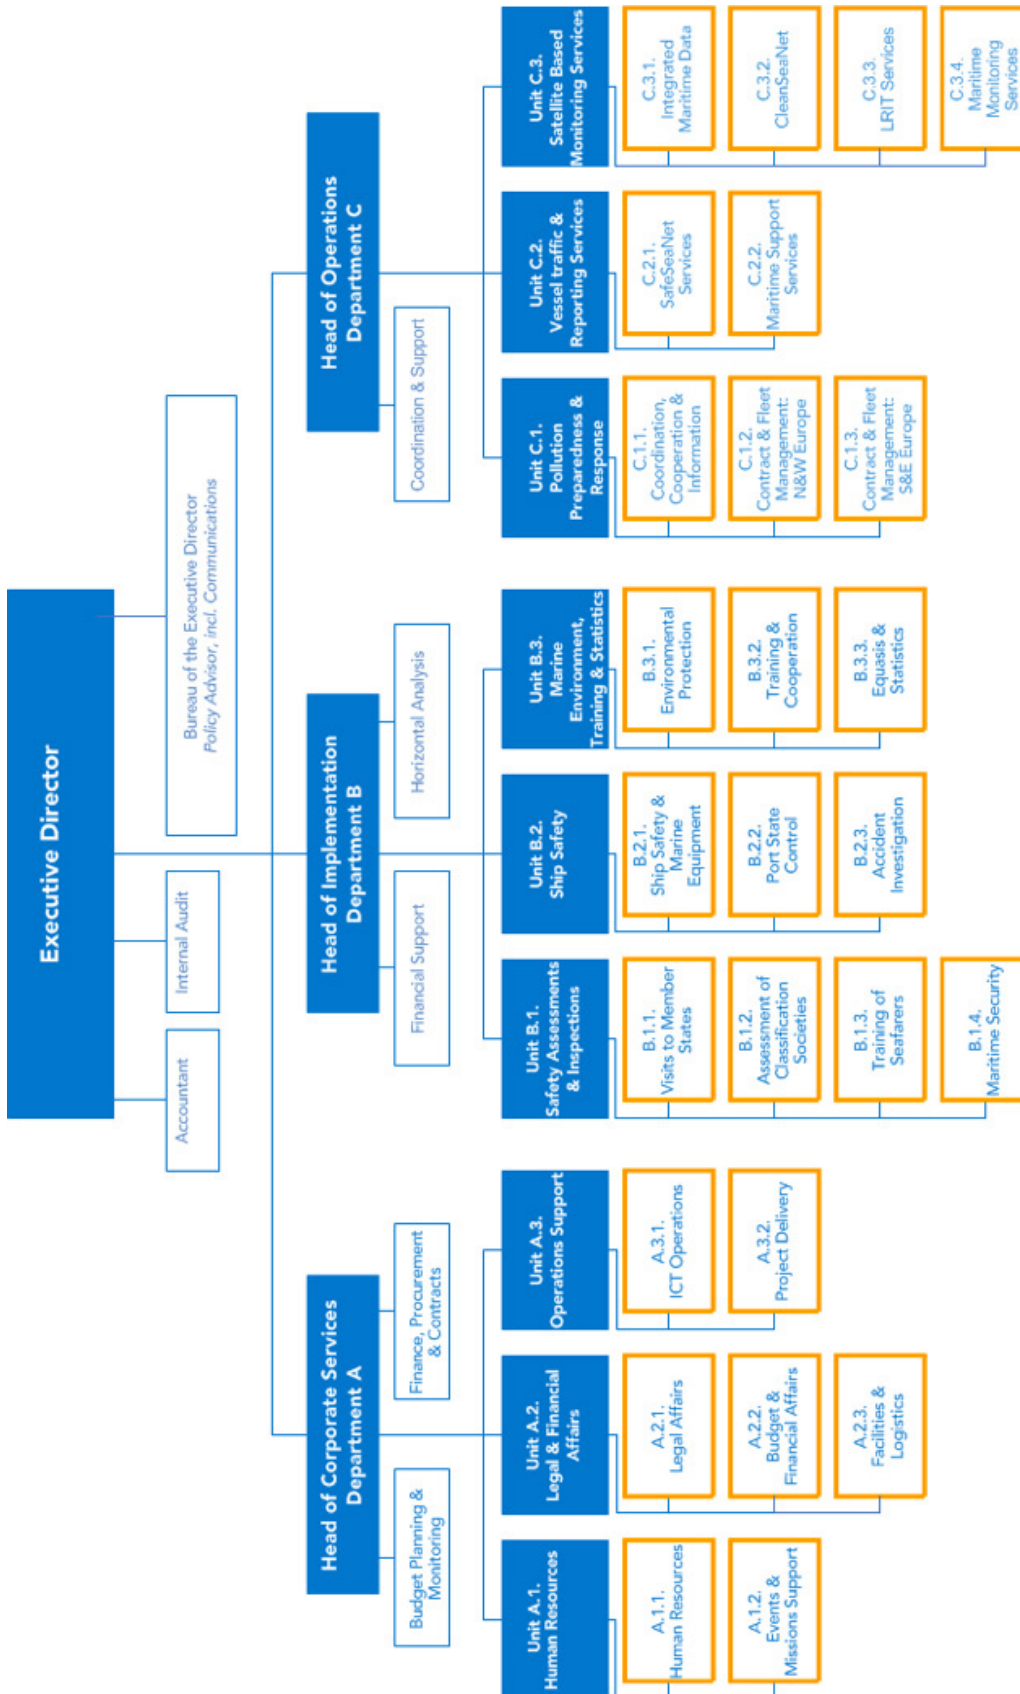 Executive Director
Accountant
Internal Audit
Bureau of the Executive Director
Policy Advisor, incl. Communications
Head of Corporate Services
Department A
Budget Planning &
Monitoring
Finance, Procurement
& Contracts
Head of Implementation
Department B
Financial Support
Horizontal Analysis
Head of Operations
Department C
Coordination & Support
Unit A.1.
Human Resources
A.1.1.
Human Resources
A.1.2.
Events &
Missions Support
Unit A.2.
Legal & Financial
Affairs
A.2.1.
Legal Affairs
A.2.2.
Budget &
Financial Affairs
A.2.3.
Facilities &
Logistics
Unit A.3.
Operations Support
A.3.1.
ICT Operations
A.3.2.
Project Delivery
Unit B.1.
Safety Assessments
& Inspections
B.1.1.
Visits to Member
States
B.1.2.
Assessment of
Classification
Societies
B.1.3.
Training of
Seafarers
B.1.4.
Maritime Security
Unit B.2.
Ship Safety
B.2.1.
Ship Safety &
Marine
Equipment
B.2.2.
Port State
Control
B.2.3.
Accident
Investigation
Unit B.3.
Marine
Environment,
Training & Statistics
B.3.1.
Environmental
Protection
B.3.2.
Training &
Cooperation
B.3.3.
Equasis &
Statistics
Unit C.1.
Pollution
Preparedness &
Response
C.1.1.
Coordination,
Cooperation &
Information
C.1.2.
Contract & Fleet
Management:
N&W Europe
C.1.3.
Contract & Fleet
Management:
S&E Europe
Unit C.2.
Vessel traffic &
Reporting Services
C.2.1.
SafeSeaNet
Services
C.2.2.
Maritime Support
Services
Unit C.3.
Satellite Based
Monitoring Services
C.3.1.
Integrated
Maritime Data
C.3.2.
CleanSeaNet
C.3.3.
LRIT Services
C.3.4.
Maritime
Monitoring
Services